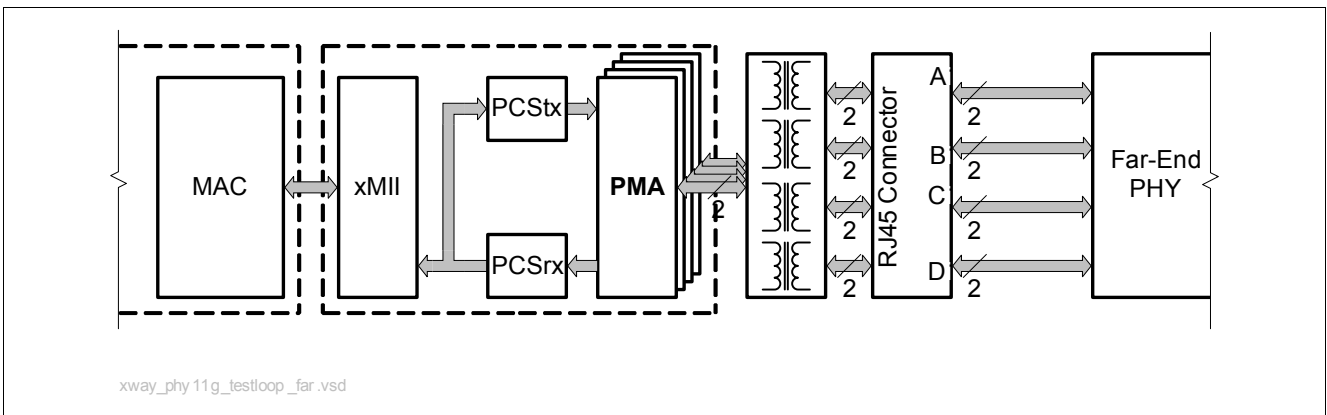 MAC
xMII
PCStx
PCSrx
PMA
2
2
2
2
2
RJ45 Connector
A
B
C
D
2
2
2
2
Far-End
PHY
xway_phy11g_testloop_far.vsd